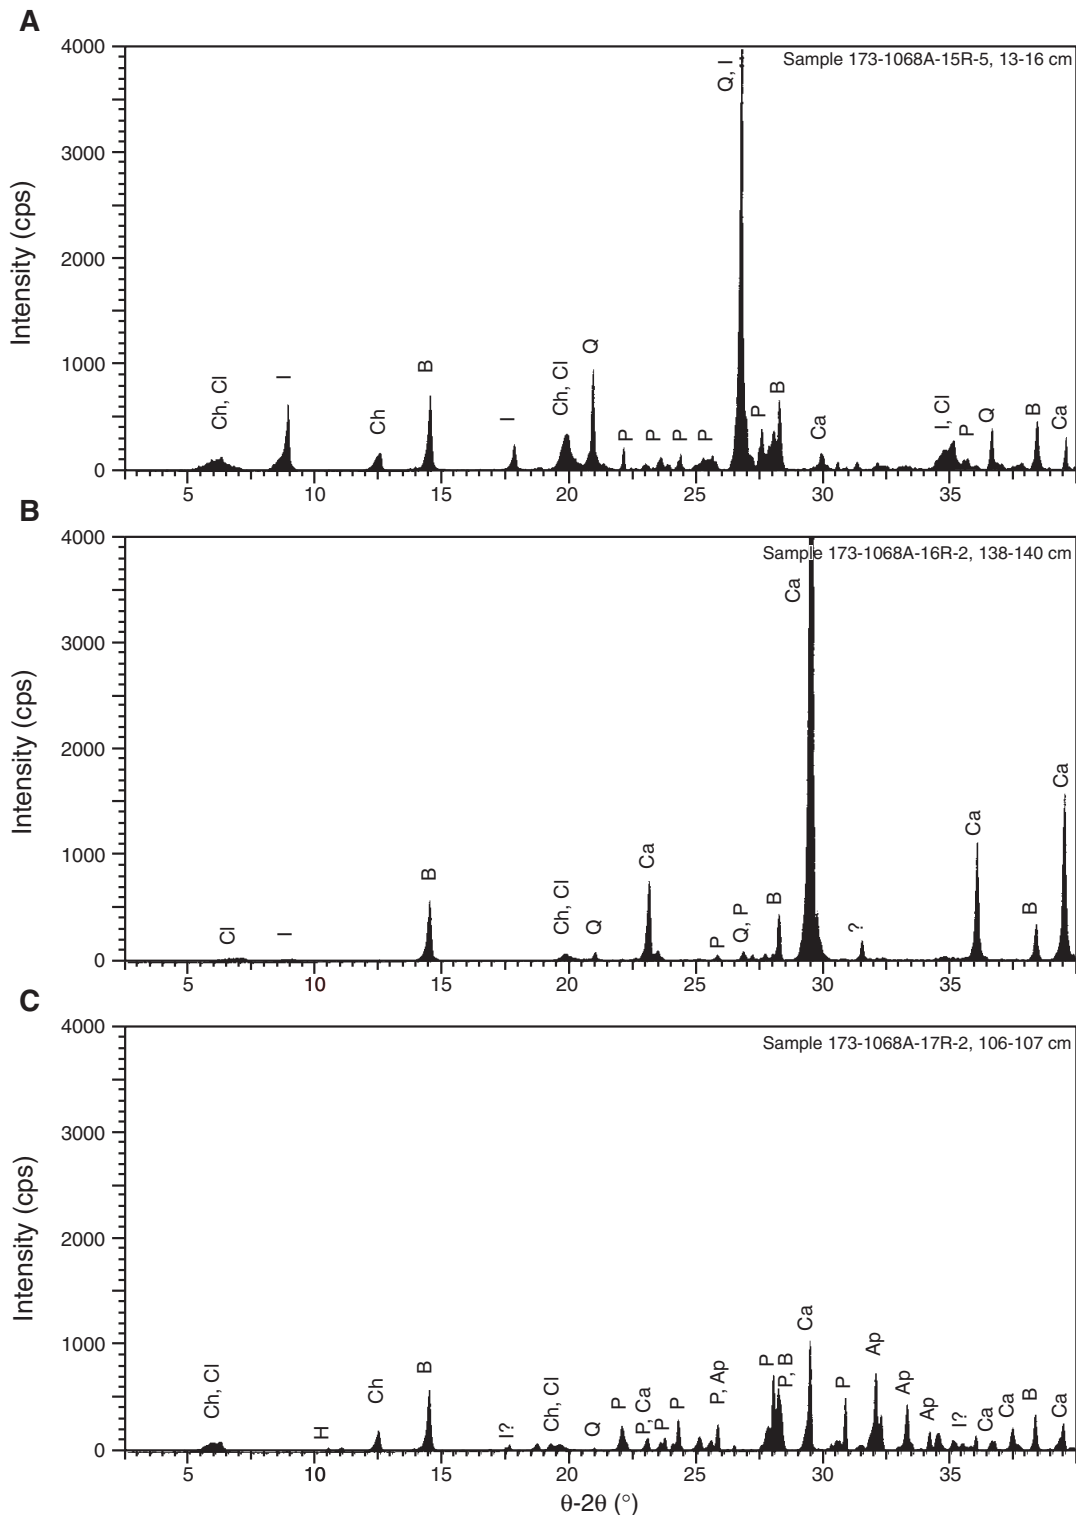 A
Sample 173-1068A-15R-5, 13-16 cm
Intensity (cps)
4000
3000
2000
1000
0
Ch, Cl
I
Ch
B
I
Ch, Cl
Q
P
P
P
P
Q, I
P
B
Ca
I, Cl
P
Q
B
Ca
5
10
15
20
25
30
35
B
Sample 173-1068A-16R-2, 138-140 cm
Intensity (cps)
4000
3000
2000
1000
0
Cl
I
B
Ch, Cl
Q
Ca
P
Q, P
B
Ca
?
Ca
B
Ca
5
10
15
20
25
30
35
C
Sample 173-1068A-17R-2, 106-107 cm
Intensity (cps)
4000
3000
2000
1000
0
Ch, Cl
H
Ch
B
I?
Ch, Cl
Q
P
P, Ca
P
P
P, Ap
P
P, B
Ca
P
Ap
Ap
Ap
I?
Ca
Ca
B
Ca
5
10
15
20
25
30
35
θ-2θ (°)